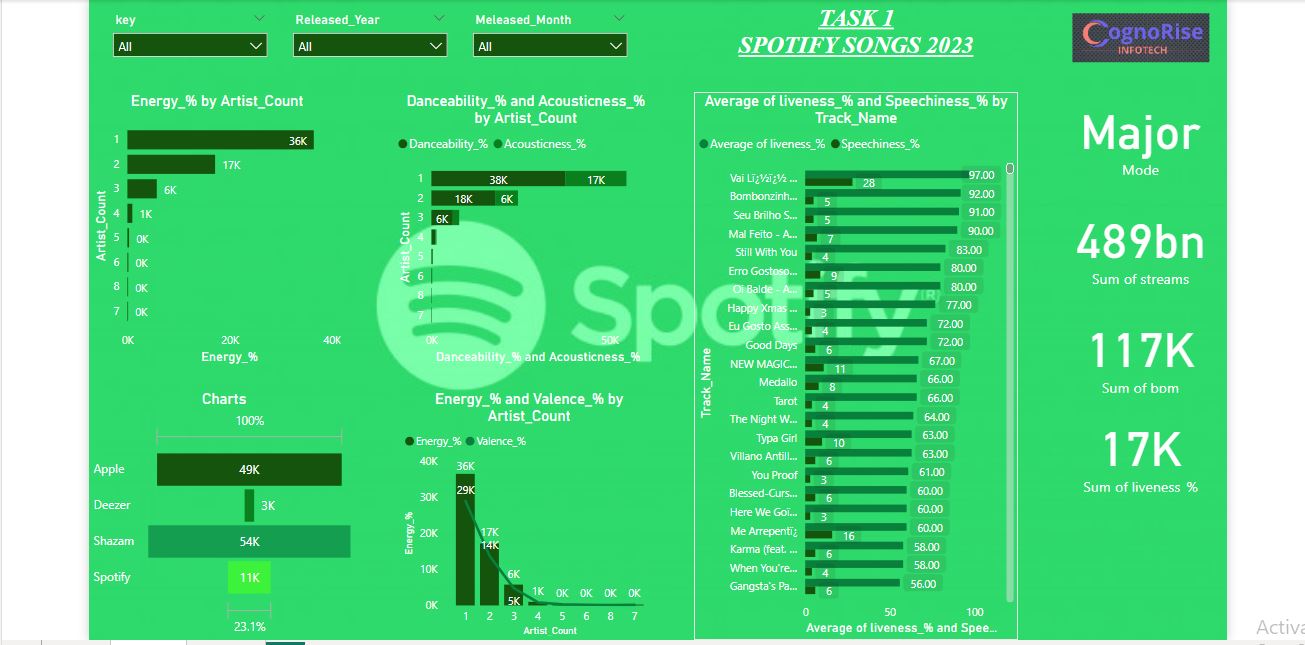 key
Released_Year
Meleased_Month
All
All
All
TASK 1
SPOTIFY SONGS 2023
CognoRise
INFOTECH
Energy_% by Artist_Count
1
36K
2
17K
3
6K
4
1K
5
0K
6
0K
8
0K
7
0K
Artist_Count
0K
20K
40K
Energy_%
Danceability_% and Acousticness_%
by Artist_Count
Danceability_%
Acousticness_%
1
38K
17K
2
18K
6K
3
6K
4
5
6
8
7
Artist_Count
0K
50K
Danceability_% and Acousticness_%
Spotify
Average of liveness_% and Speechiness_% by
Track_Name
Average of liveness_%
Speechiness_%
Vai Lï¿½ï¿½ ...
97.00
28
Bombonzinh...
92.00
5
Seu Brilho S...
91.00
5
Mal Feito - A...
90.00
7
Still With You
83.00
4
Erro Gostoso...
80.00
9
Oi Balde - A...
80.00
5
Happy Xmas ...
77.00
3
Eu Gosto Ass...
72.00
4
Good Days
72.00
6
NEW MAGIC...
67.00
11
Medallo
66.00
8
Tarot
66.00
4
The Night W...
64.00
4
Typa Girl
63.00
10
Villano Antill...
63.00
6
You Proof
61.00
3
Blessed-Curs...
60.00
6
Here We Goï...
60.00
3
Me Arrepentï¿
60.00
16
Karma (feat. ...
58.00
6
When You're...
58.00
4
Gangsta's Pa...
56.00
6
Track_Name
0
50
100
Average of liveness_% and Spee...
Major
Mode
489bn
Sum of streams
117K
Sum of bpm
17K
Sum of liveness %
Charts
100%
Apple
49K
Deezer
3K
Shazam
54K
Spotify
11K
23.1%
Energy_% and Valence_% by
Artist_Count
Energy_%
Valence_%
40K
30K
20K
10K
0K
Energy_%
36K
29K
17K
14K
6K
5K
1K
0K
0K
0K
0K
1
2
3
4
5
6
8
7
Artist_Count
Activa